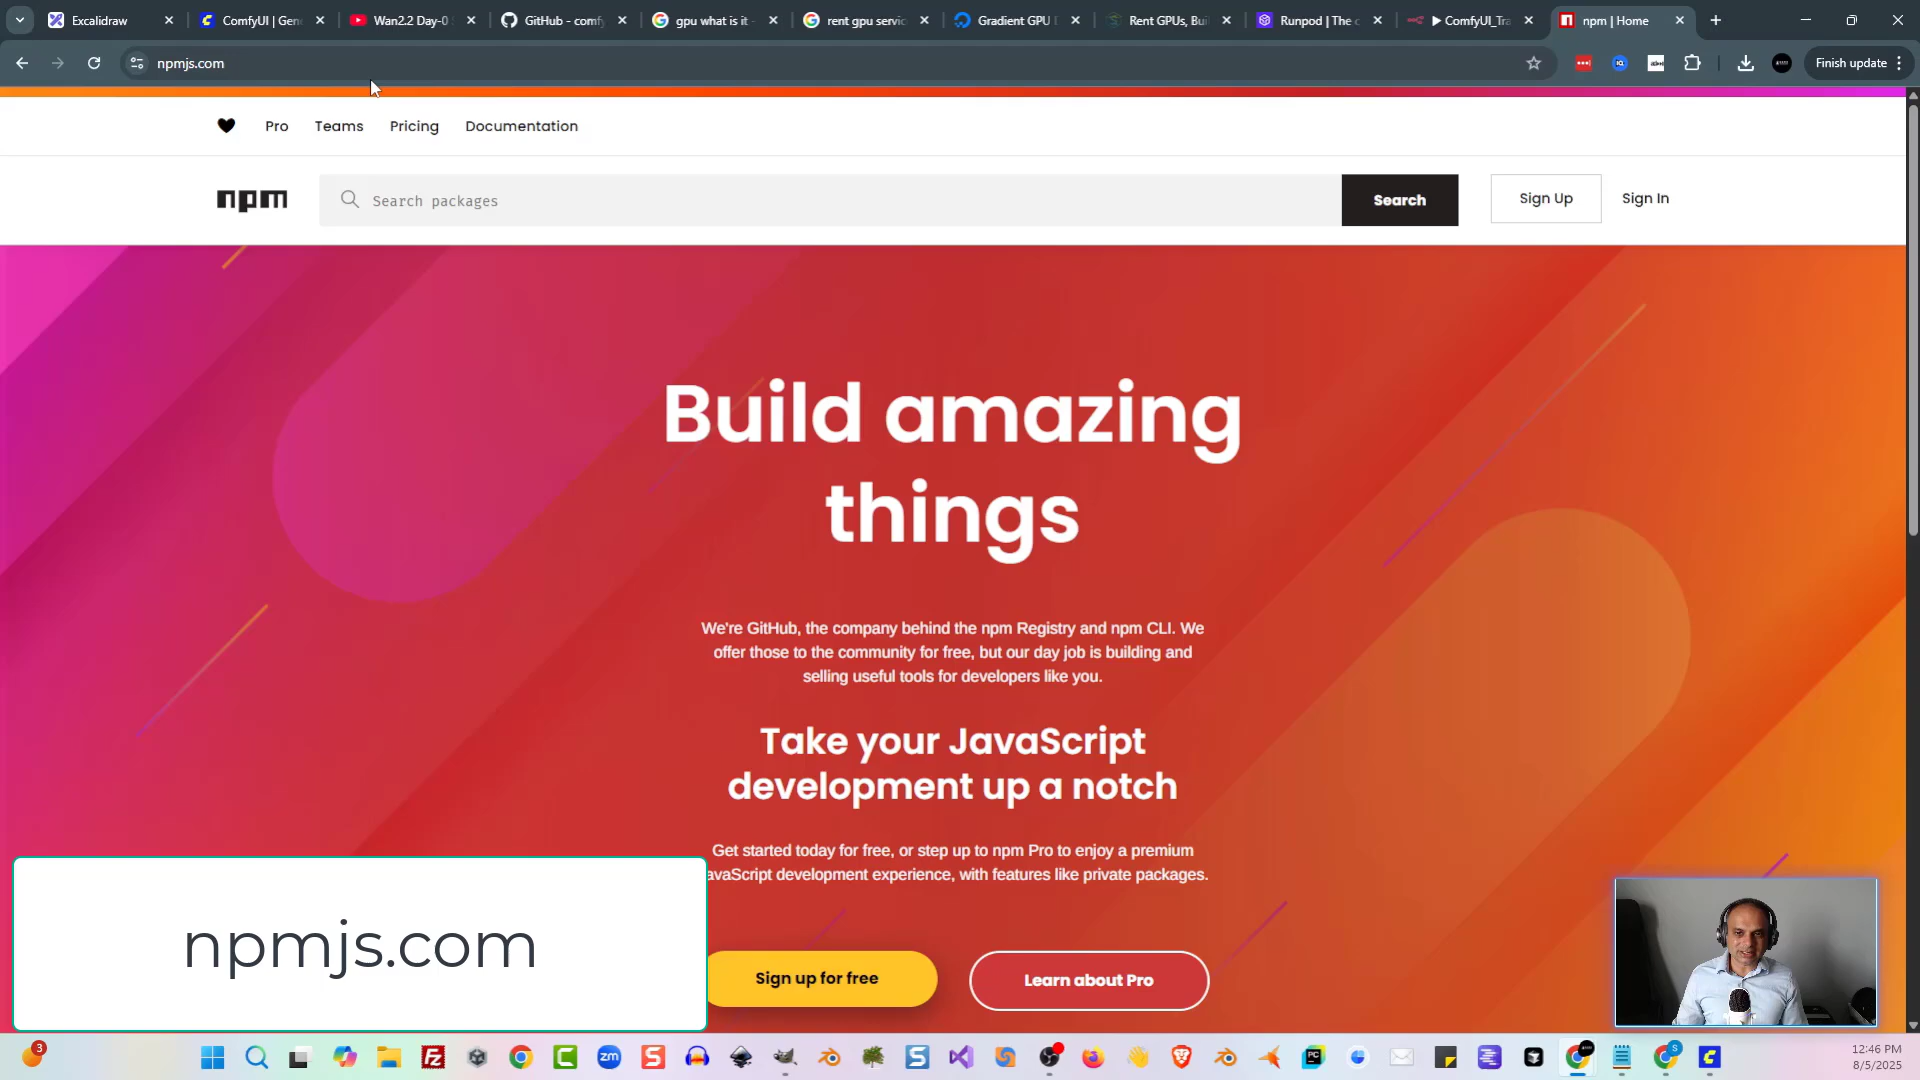 Excalidraw
ComfyUI | Gene
Wan2.2 Day-0
GitHub - comfy
gpu what is it -
rent gpu servic
Gradient GPU
Rent GPUs, Bui
Runpod | The c
ComfyUI_Tra
npm | Home
npmjs.com
Finish update
Pro
Teams
Pricing
Documentation
npm
Search packages
Search
Sign Up
Sign In
Build amazing
things
We're GitHub, the company behind the npm Registry and npm CLI. We
offer those to the community for free, but our day job is building and
selling useful tools for developers like you.
Take your JavaScript
development up a notch
Get started today for free, or step up to npm Pro to enjoy a premium
avaScript development experience, with features like private packages.
Sign up for free
Learn about Pro
npmjs.com
3
12:46 PM
8/5/2025